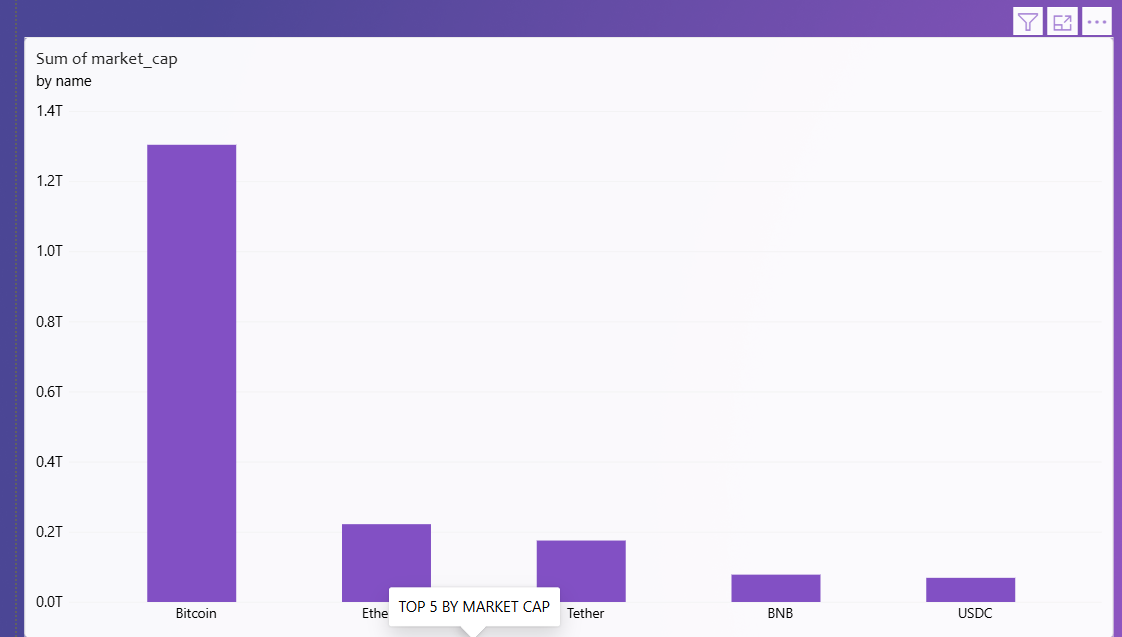 Sum of market_cap
by name
1.4T
1.2T
1.0T
0.8T
0.6T
0.4T
0.2T
0.0T
Bitcoin
Tether
BNB
USDC
TOP 5 BY MARKET CAP